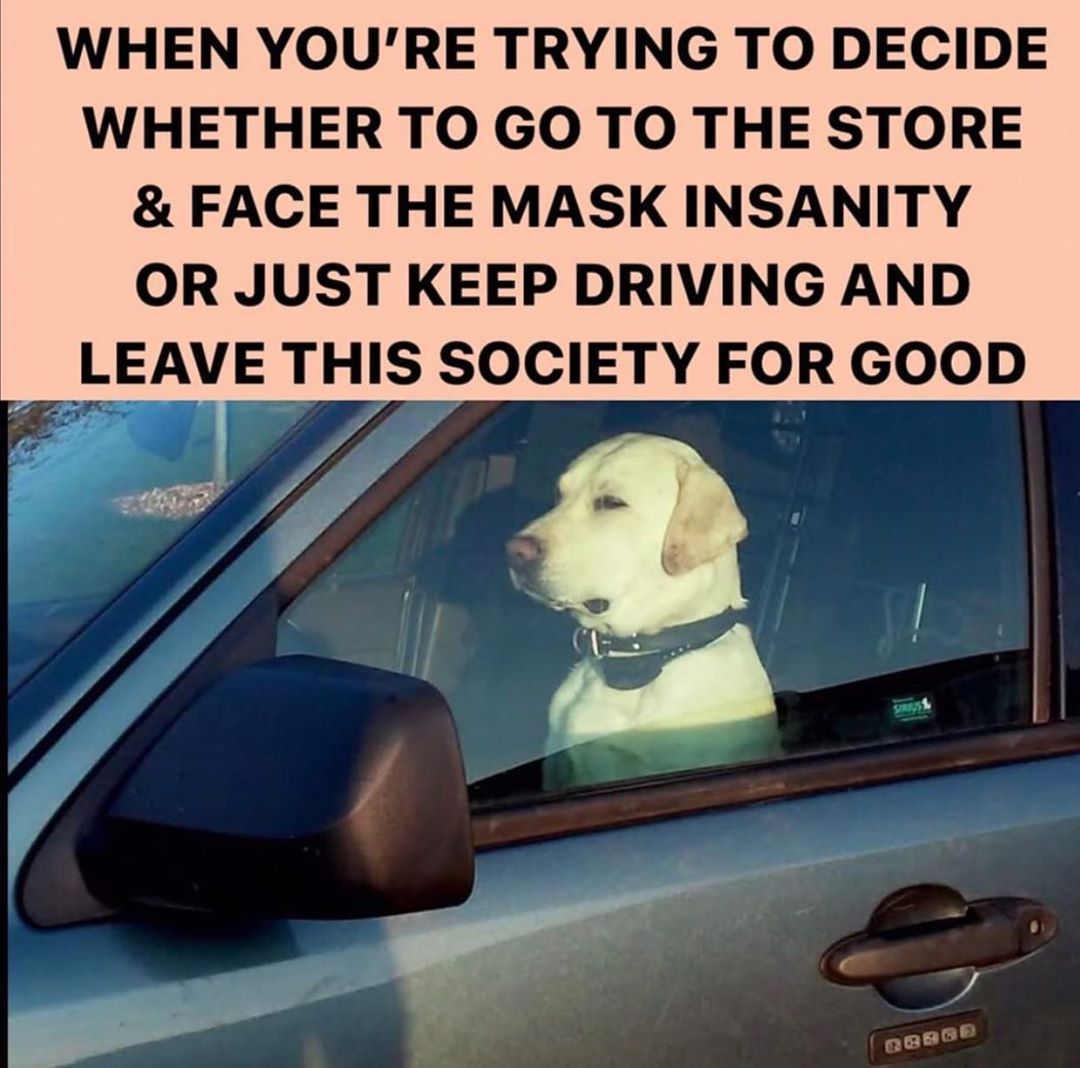 WHEN YOU'RE TRYING TO DECIDE
WHETHER TO GO TO THE STORE
& FACE THE MASK INSANITY
OR JUST KEEP DRIVING AND
LEAVE THIS SOCIETY FOR GOOD
SIRIUS